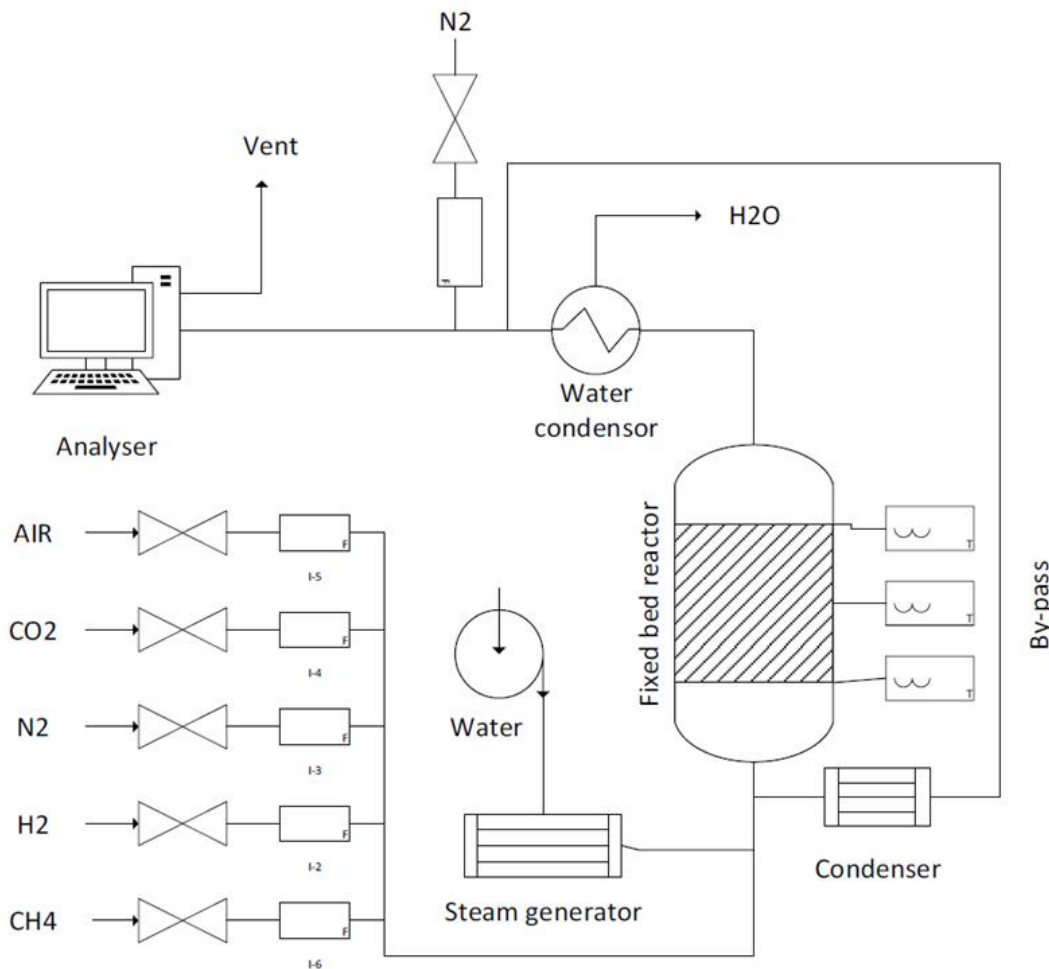 N2
Vent
H2O
Water
condensor
Analyser
AIR
F
I-5
CO2
F
I-4
N2
F
I-3
H2
F
I-2
CH4
F
I-6
Water
Steam generator
Fixed bed reactor
T
T
T
Condenser
By-pass
F